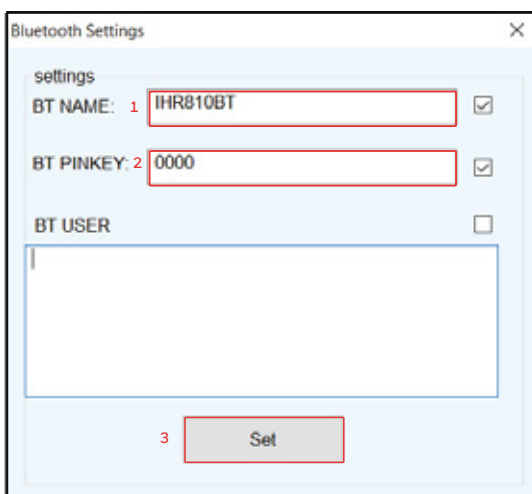 Bluetooth Settings
settings
BT NAME: 1 IHR810BT
BT PINKEY: 2 0000
BT USER
3 Set